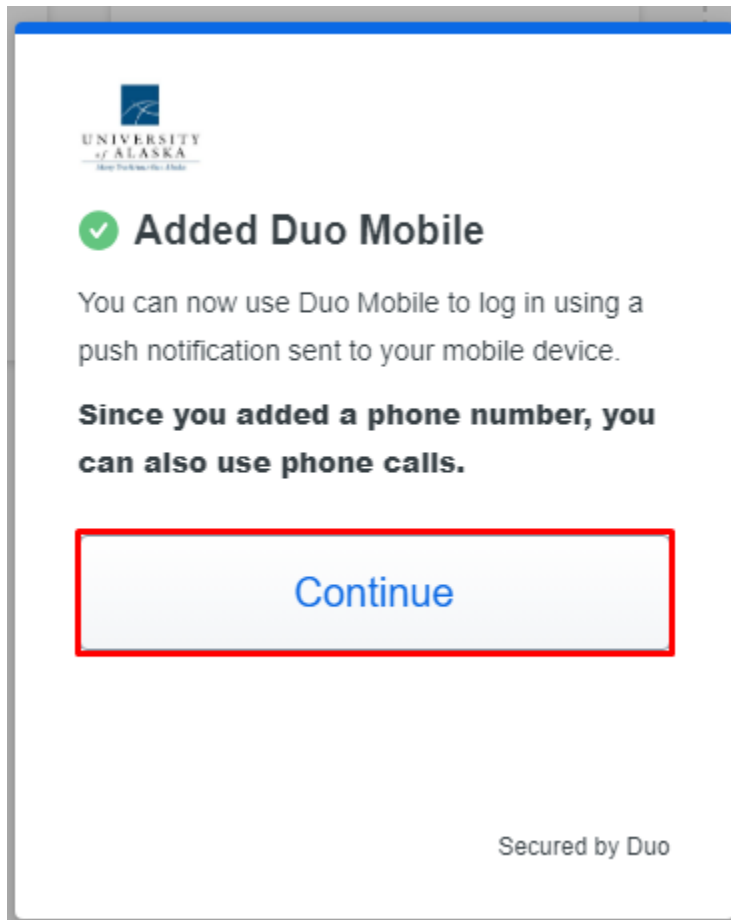 UNIVERSITY
of ALASKA
Added Duo Mobile
You can now use Duo Mobile to log in using a
push notification sent to your mobile device.
Since you added a phone number, you
can also use phone calls.
Continue
Secured by Duo